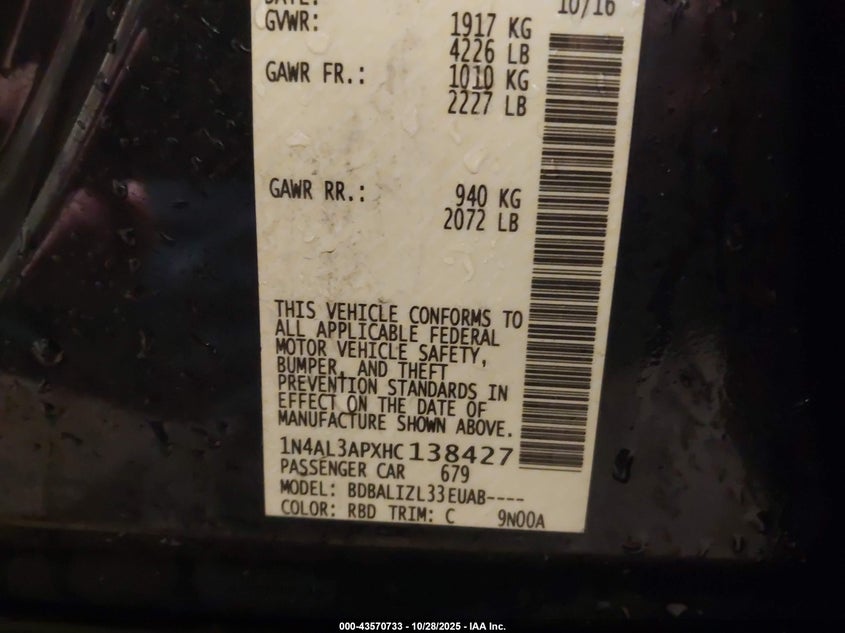 DATE: 10/16
GVWR: 1917 KG
4226 LB
GAWR FR.: 1010 KG
2227 LB
GAWR RR.: 940 KG
2072 LB
THIS VEHICLE CONFORMS TO
ALL APPLICABLE FEDERAL
MOTOR VEHICLE SAFETY,
BUMPER, AND THEFT
PREVENTION STANDARDS IN
EFFECT ON THE DATE OF
MANUFACTURE SHOWN ABOVE.
1N4AL3APXHC138427
PASSENGER CAR 679
MODEL: BDBALIZL33EUAB----
COLOR: RBD TRIM: C 9N00A
000-43570733 - 10/28/2025 - IAA Inc.